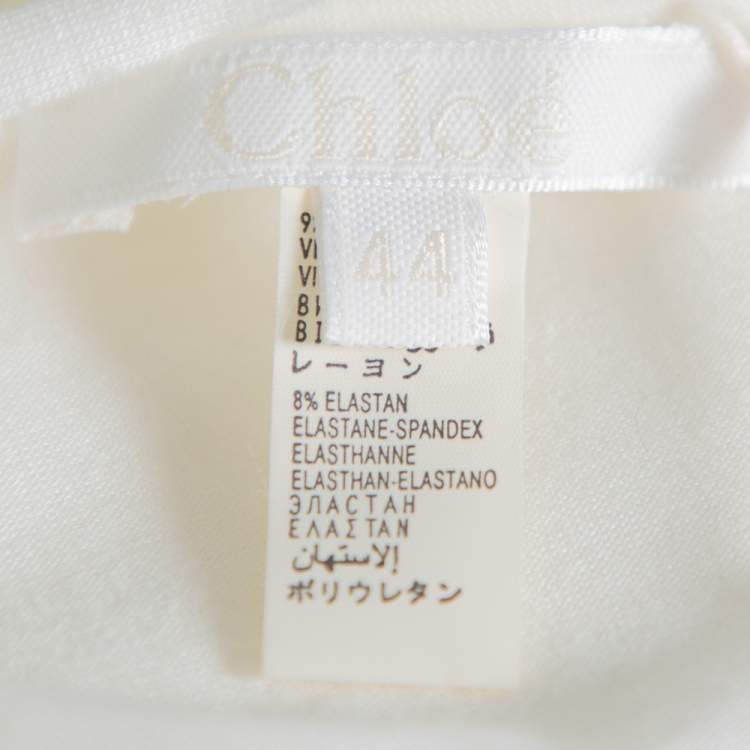 Chloé
44
レーヨン
8% ELASTAN
ELASTANE-SPANDEX
ELASTHANNE
ELASTHAN-ELASTANO
ЭЛАСТАН
ΕΛΑΣΤΑΝ
الاستهان
ポリウレタン